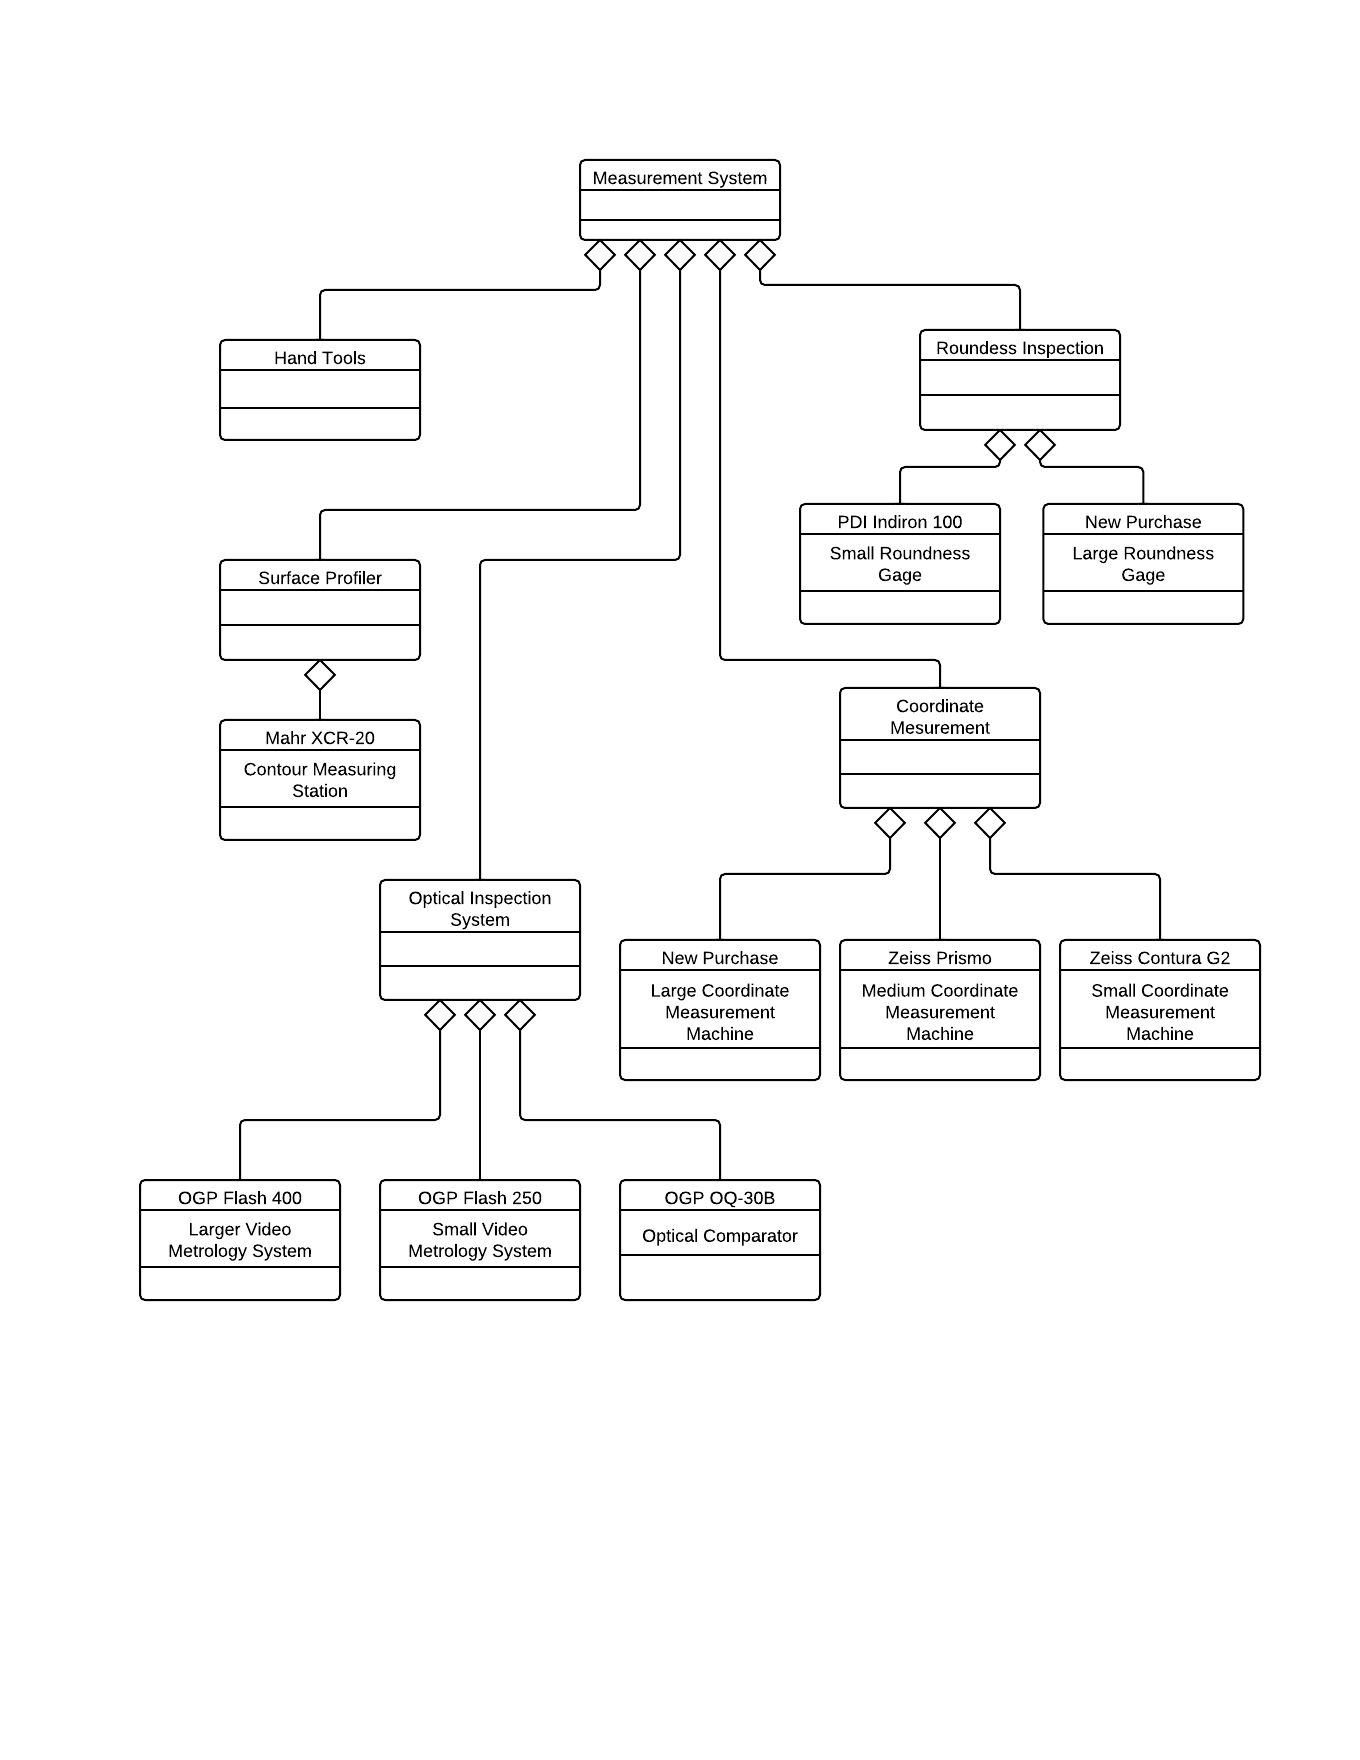 Measurement System
Hand Tools
Roundess Inspection
PDI Indiron 100
Small Roundness
Gage
New Purchase
Large Roundness
Gage
Surface Profiler
Mahr XCR-20
Contour Measuring
Station
Coordinate
Mesurement
Optical Inspection
System
New Purchase
Large Coordinate
Measurement
Machine
Zeiss Prismo
Medium Coordinate
Measurement
Machine
Zeiss Contura G2
Small Coordinate
Measurement
Machine
OGP Flash 400
Larger Video
Metrology System
OGP Flash 250
Small Video
Metrology System
OGP OQ-30B
Optical Comparator